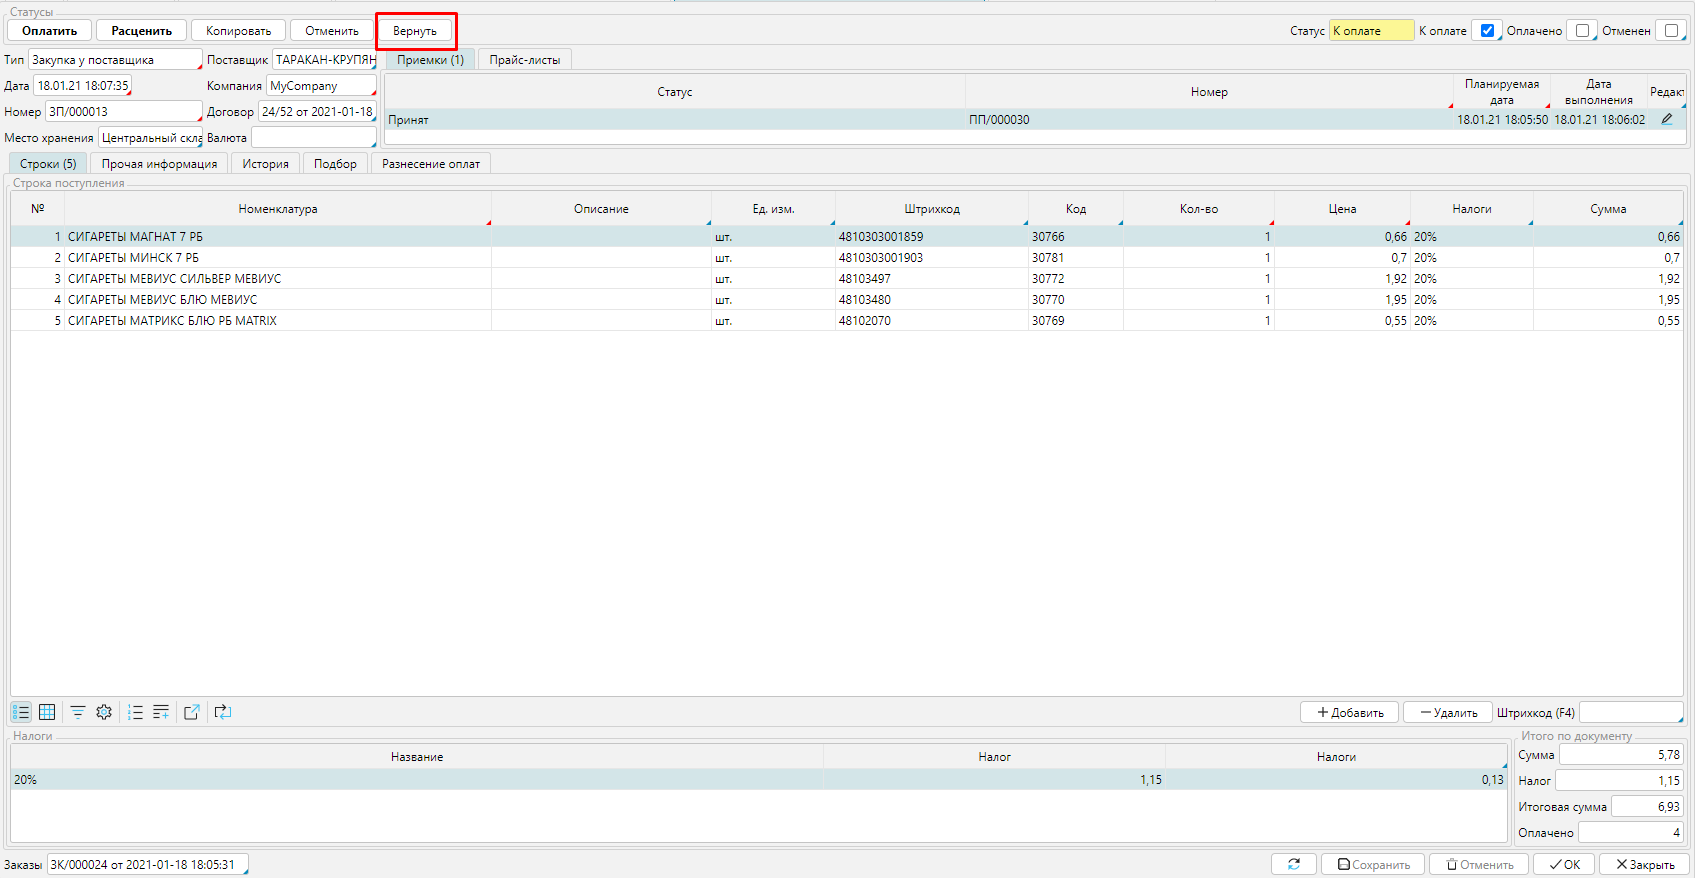 Статусы
Оплатить Расценить Копировать Отменить Вернуть Статус К оплате К оплате Оплачено Отменен
Тип Закупка у поставщика Поставщик ТАРАКАН-КРУПЯН Приемки (1) Прайс-листы
Дата 18.01.21 18:07:35 Компания MyCompany
Статус Номер Планируемая дата Дата выполнения Редакт
Номер ЗП/000013 Договор 24/52 от 2021-01-18
Принят ПП/000030 18.01.21 18:05:50 18.01.21 18:06:02
Место хранения Центральный скла Валюта
Строки (5) Прочая информация История Подбор Разнесение оплат
Строка поступления
№ Номенклатура Описание Ед. изм. Штрихкод Код Кол-во Цена Налоги Сумма
1 СИГАРЕТЫ МАГНАТ 7 РБ шт. 4810303001859 30766 1 0,66 20% 0,66
2 СИГАРЕТЫ МИНСК 7 РБ шт. 4810303001903 30781 1 0,7 20% 0,7
3 СИГАРЕТЫ МЕВИУС СИЛЬВЕР МЕВИУС шт. 48103497 30772 1 1,92 20% 1,92
4 СИГАРЕТЫ МЕВИУС БЛЮ МЕВИУС шт. 48103480 30770 1 1,95 20% 1,95
5 СИГАРЕТЫ МАТРИКС БЛЮ РБ MATRIX шт. 48102070 30769 1 0,55 20% 0,55
Добавить Удалить Штрихкод (F4)
Налоги
Название Налог Налоги
20% 1,15 0,13
Итого по документу
Сумма 5,78
Налог 1,15
Итоговая сумма 6,93
Оплачено 4
Заказы ЗК/000024 от 2021-01-18 18:05:31 Сохранить Отменить ОК Закрыть